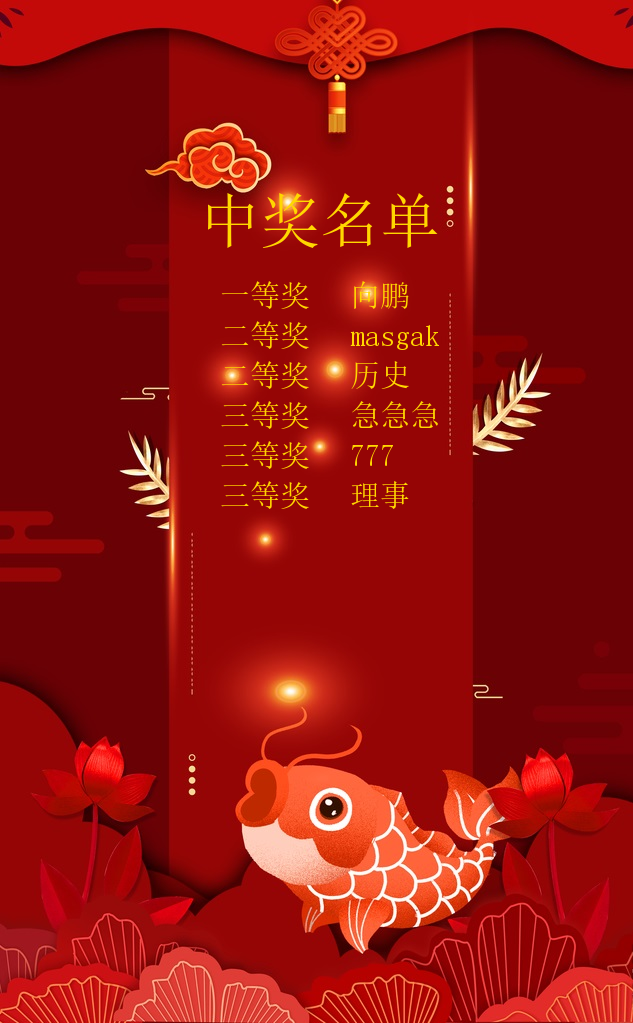 中奖名单
一等奖 向鹏
二等奖 masgak
二等奖 历史
三等奖 急急急
三等奖 777
三等奖 理事